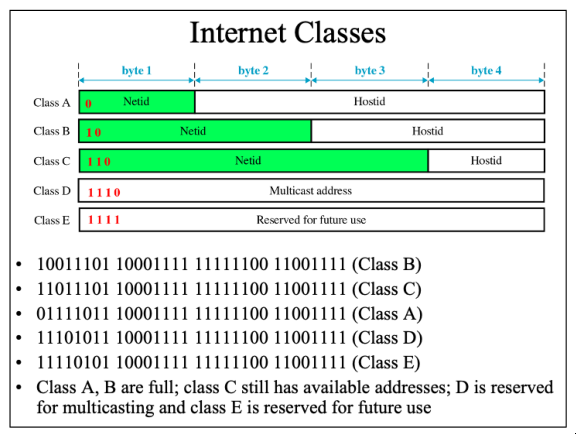 Internet Classes
byte 1 byte 2 byte 3 byte 4
Class A 0 Netid Hostid
Class B 1 0 Netid Hostid
Class C 1 1 0 Netid Hostid
Class D 1 1 1 0 Multicast address
Class E 1 1 1 1 Reserved for future use
• 10011101 10001111 11111100 11001111 (Class B)
• 11011101 10001111 11111100 11001111 (Class C)
• 01111011 10001111 11111100 11001111 (Class A)
• 11101011 10001111 11111100 11001111 (Class D)
• 11110101 10001111 11111100 11001111 (Class E)
• Class A, B are full; class C still has available addresses; D is reserved
for multicasting and class E is reserved for future use